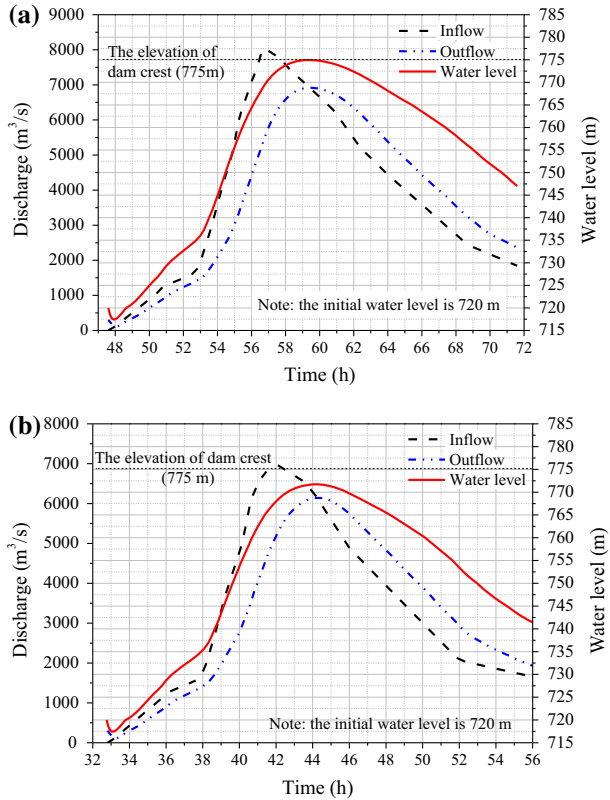 (a)
9000
8000
7000
6000
5000
4000
3000
2000
1000
0
Discharge (m³/s)
The elevation of
dam crest (775m)
Inflow
Outflow
Water level
Note: the initial water level is 720 m
785
780
775
770
765
760
755
750
745
740
735
730
725
720
715
Water level (m)
48 50 52 54 56 58 60 62 64 66 68 70 72
Time (h)
(b)
8000
7000
6000
5000
4000
3000
2000
1000
0
Discharge (m³/s)
The elevation of dam crest
(775 m)
Inflow
Outflow
Water level
Note: the initial water level is 720 m
785
780
775
770
765
760
755
750
745
740
735
730
725
720
715
Water level (m)
32 34 36 38 40 42 44 46 48 50 52 54 56
Time (h)